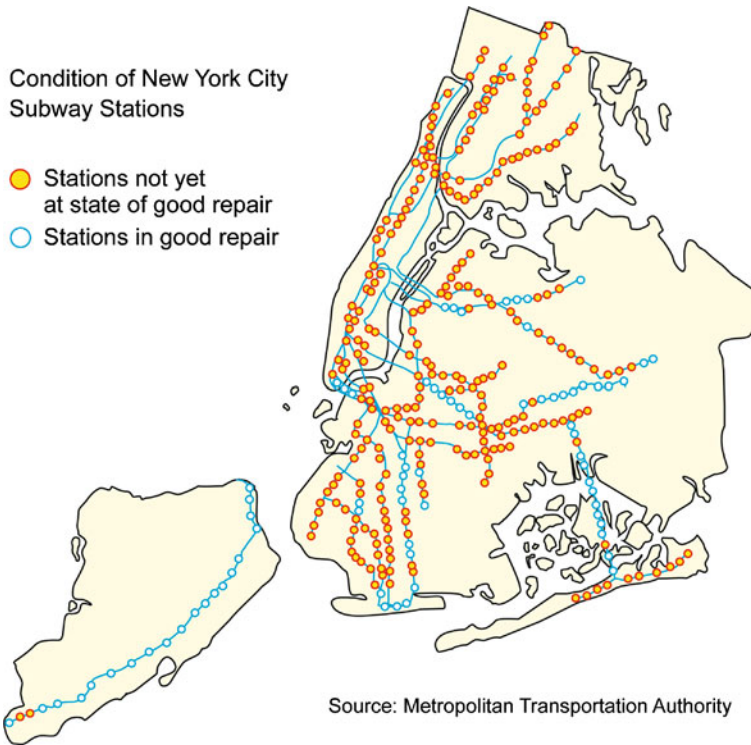 Condition of New York City
Subway Stations
Stations not yet
at state of good repair
Stations in good repair
Source: Metropolitan Transportation Authority